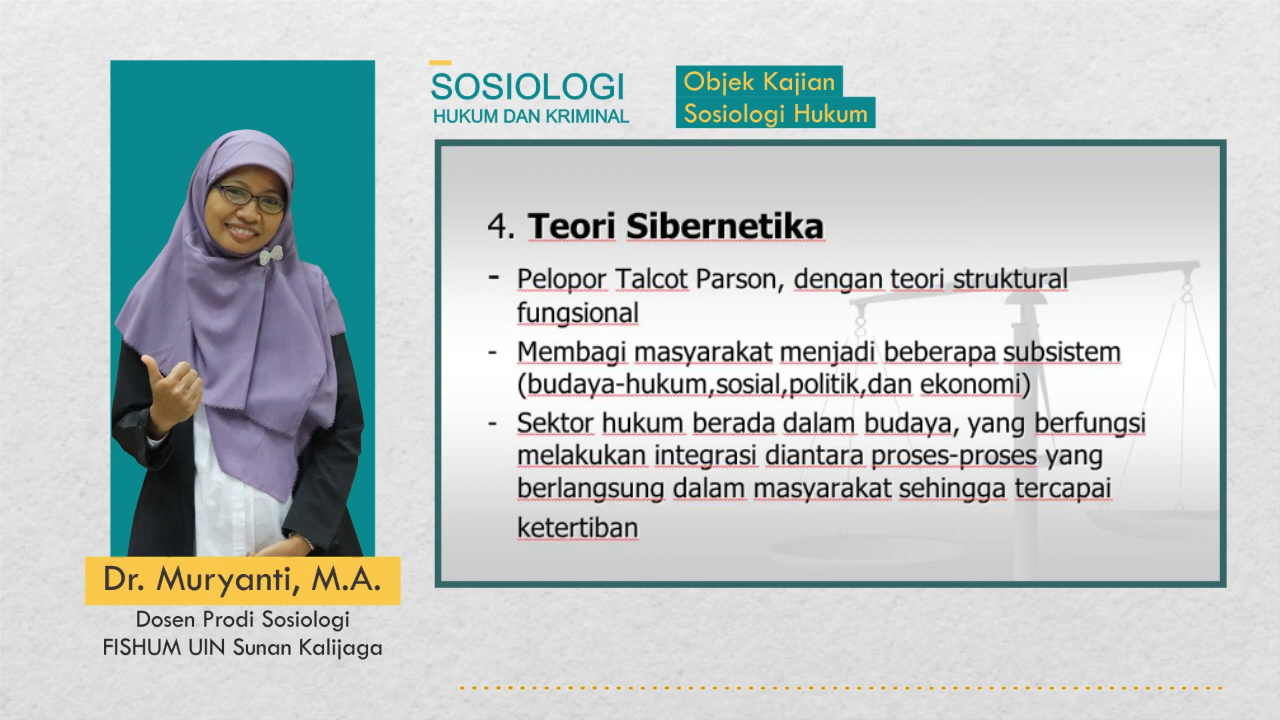 SOSIOLOGI
HUKUM DAN KRIMINAL
Objek Kajian
Sosiologi Hukum
4. Teori Sibernetika
- Pelopor Talcot Parson, dengan teori struktural
fungsional
- Membagi masyarakat menjadi beberapa subsistem
(budaya-hukum,sosial,politik,dan ekonomi)
- Sektor hukum berada dalam budaya, yang berfungsi
melakukan integrasi diantara proses-proses yang
berlangsung dalam masyarakat sehingga tercapai
ketertiban
Dr. Muryanti, M.A.
Dosen Prodi Sosiologi
FISHUM UIN Sunan Kalijaga